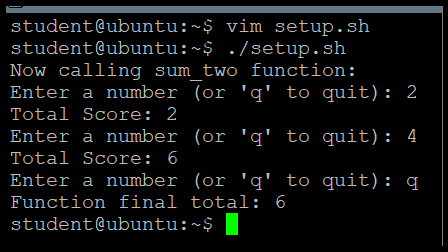 student@ubuntu:~$ vim setup.sh
student@ubuntu:~$ ./setup.sh
Now calling sum_two function:
Enter a number (or 'q' to quit): 2
Total Score: 2
Enter a number (or 'q' to quit): 4
Total Score: 6
Enter a number (or 'q' to quit): q
Function final total: 6
student@ubuntu:~$